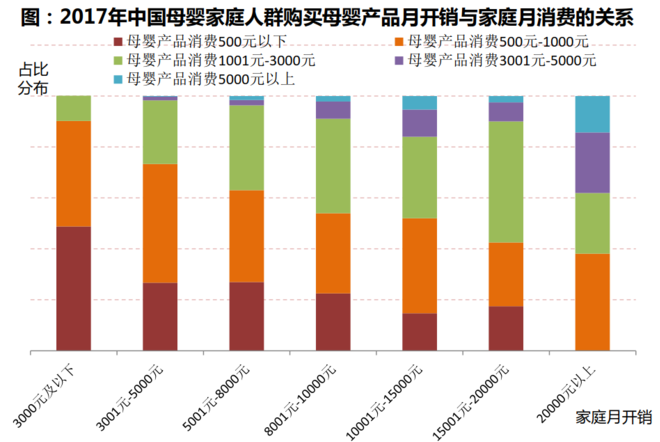 图：2017年中国母婴家庭人群购买母婴产品月开销与家庭月消费的关系
母婴产品消费500元以下
母婴产品消费500元-1000元
母婴产品消费1001元-3000元
母婴产品消费3001元-5000元
母婴产品消费5000元以上
占比
分布
3000元及以下
3001元-5000元
5001元-8000元
8001元-10000元
10001元-15000元
15001元-20000元
20000元以上
家庭月开销